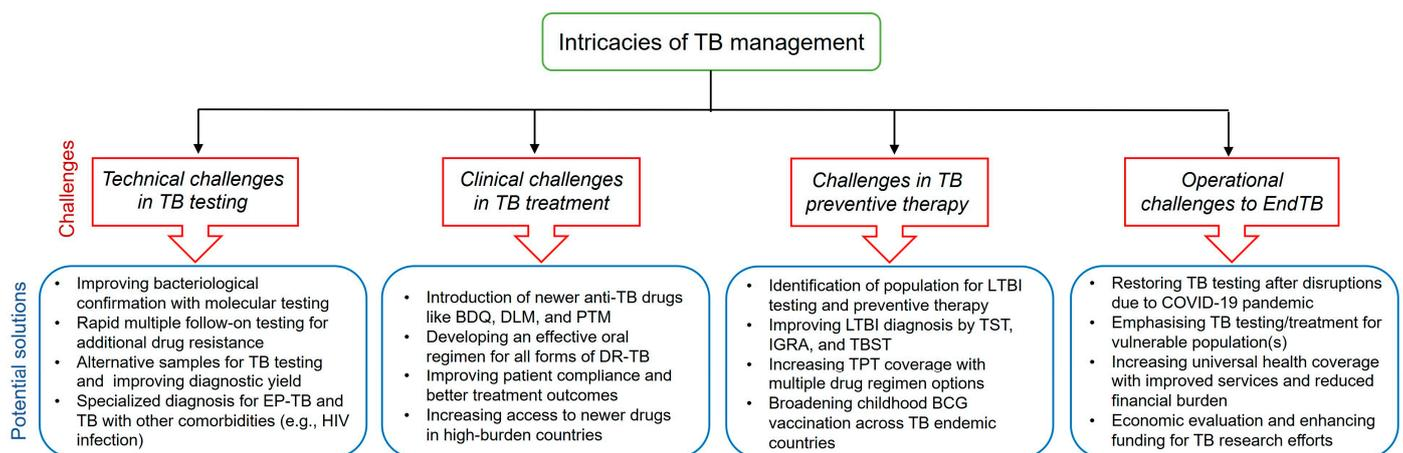 Intricacies of TB management
Challenges
Technical challenges
in TB testing
Clinical challenges
in TB treatment
Challenges in TB
preventive therapy
Operational
challenges to EndTB
Potential solutions
• Improving bacteriological
confirmation with molecular testing
• Rapid multiple follow-on testing for
additional drug resistance
• Alternative samples for TB testing
and improving diagnostic yield
• Specialized diagnosis for EP-TB and
TB with other comorbidities (e.g., HIV
infection)
• Introduction of newer anti-TB drugs
like BDQ, DLM, and PTM
• Developing an effective oral
regimen for all forms of DR-TB
• Improving patient compliance and
better treatment outcomes
• Increasing access to newer drugs
in high-burden countries
• Identification of population for LTBI
testing and preventive therapy
• Improving LTBI diagnosis by TST,
IGRA, and TBST
• Increasing TPT coverage with
multiple drug regimen options
• Broadening childhood BCG
vaccination across TB endemic
countries
• Restoring TB testing after disruptions
due to COVID-19 pandemic
• Emphasising TB testing/treatment for
vulnerable population(s)
• Increasing universal health coverage
with improved services and reduced
financial burden
• Economic evaluation and enhancing
funding for TB research efforts